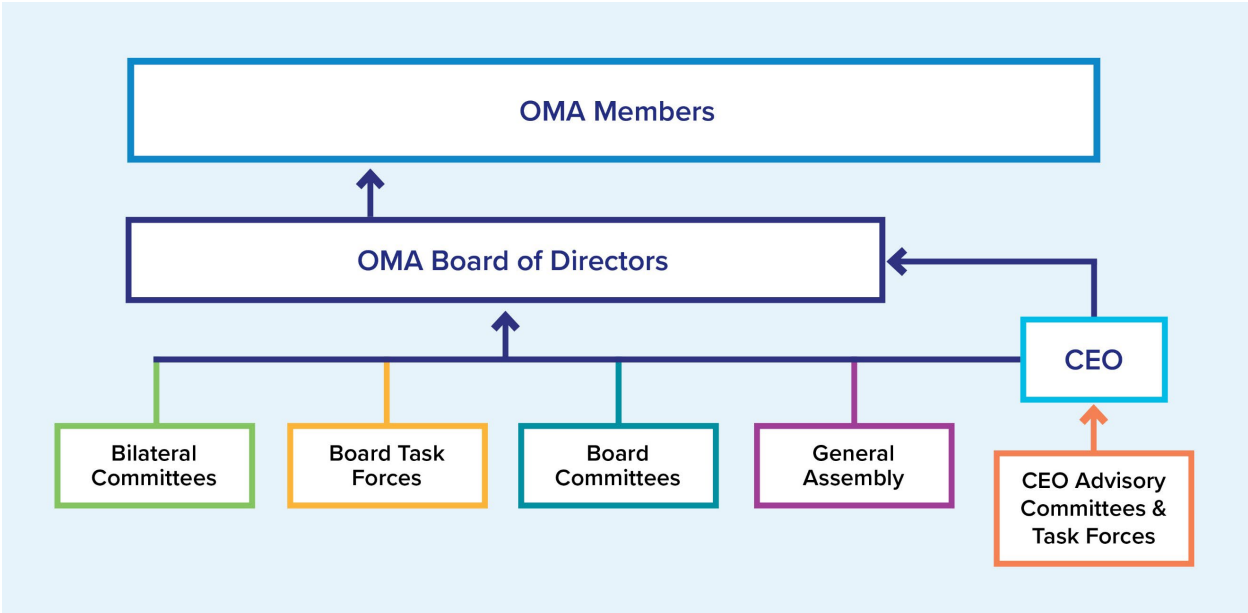 OMA Members
OMA Board of Directors
CEO
Bilateral
Committees
Board Task
Forces
Board
Committees
General
Assembly
CEO Advisory
Committees &
Task Forces